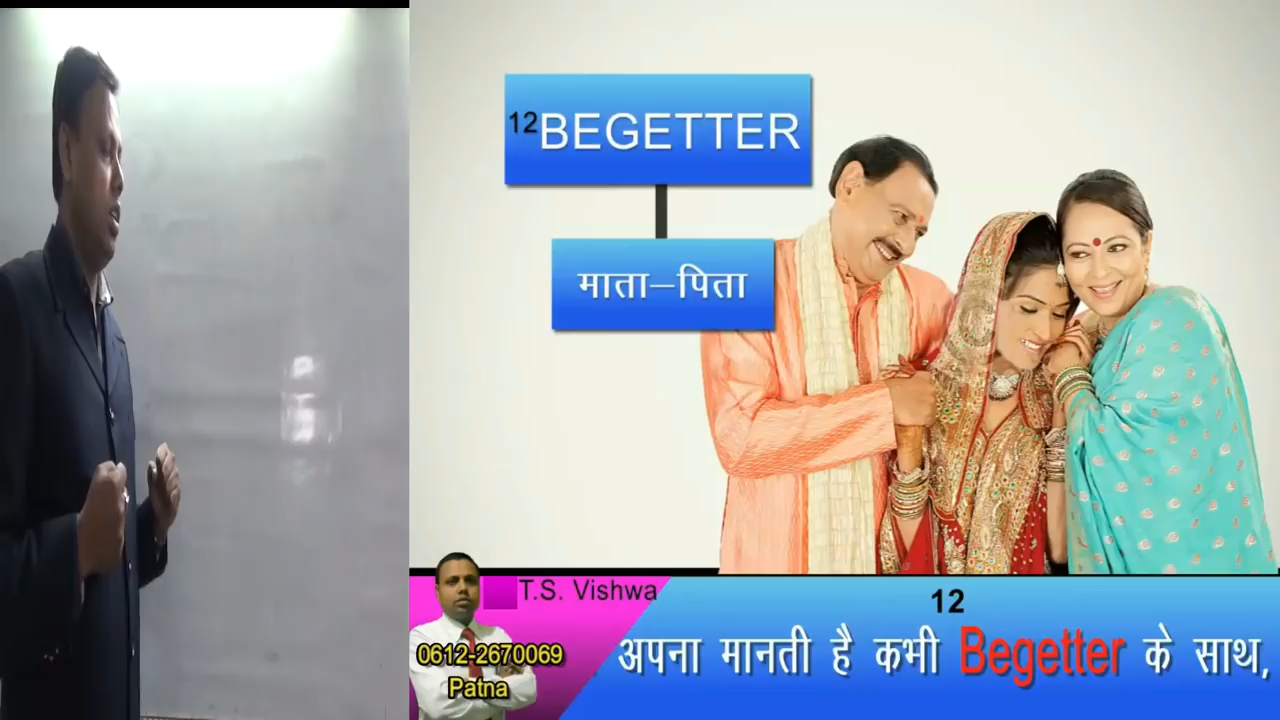 12BEGETTER
माता–पिता
T.S. Vishwa
0612-2670069
Patna
12
अपना मानती है कभी Begetter के साथ,